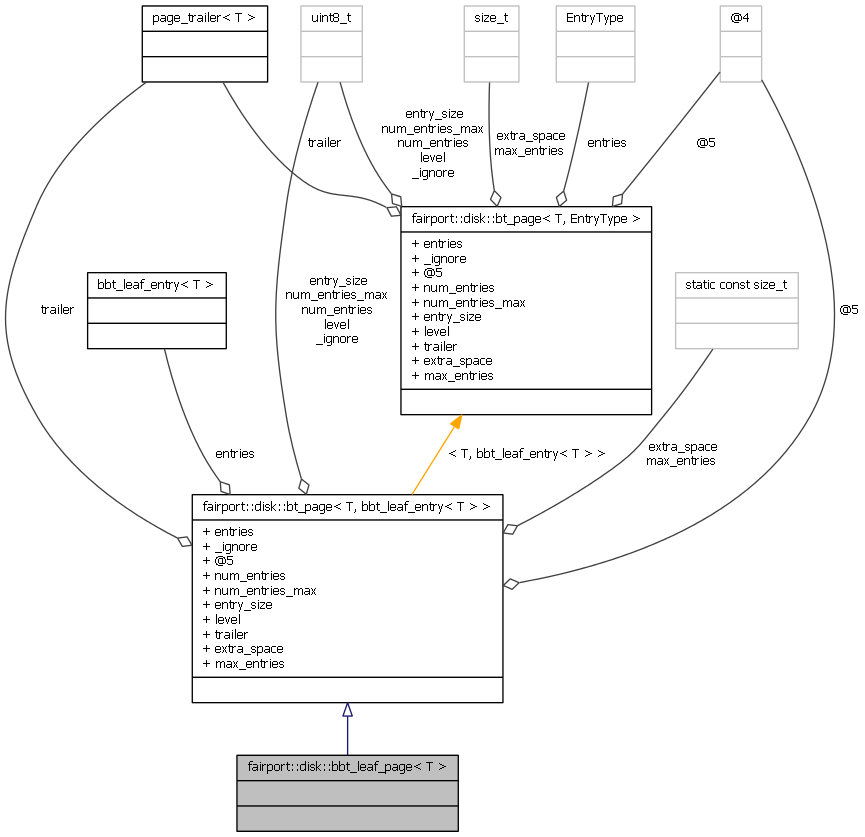 page_trailer< T >
uint8_t
size_t
EntryType
@4
entry_size
num_entries_max
num_entries
level
_ignore
trailer
extra_space
max_entries
entries
@5
fairport::disk::bt_page< T, EntryType >
+ entries
+ _ignore
+ @5
+ num_entries
+ num_entries_max
+ entry_size
+ level
+ trailer
+ extra_space
+ max_entries
bbt_leaf_entry< T >
static const size_t
trailer
entry_size
num_entries_max
num_entries
level
_ignore
@5
entries
< T, bbt_leaf_entry< T > >
extra_space
max_entries
fairport::disk::bt_page< T, bbt_leaf_entry< T > >
+ entries
+ _ignore
+ @5
+ num_entries
+ num_entries_max
+ entry_size
+ level
+ trailer
+ extra_space
+ max_entries
fairport::disk::bbt_leaf_page< T >